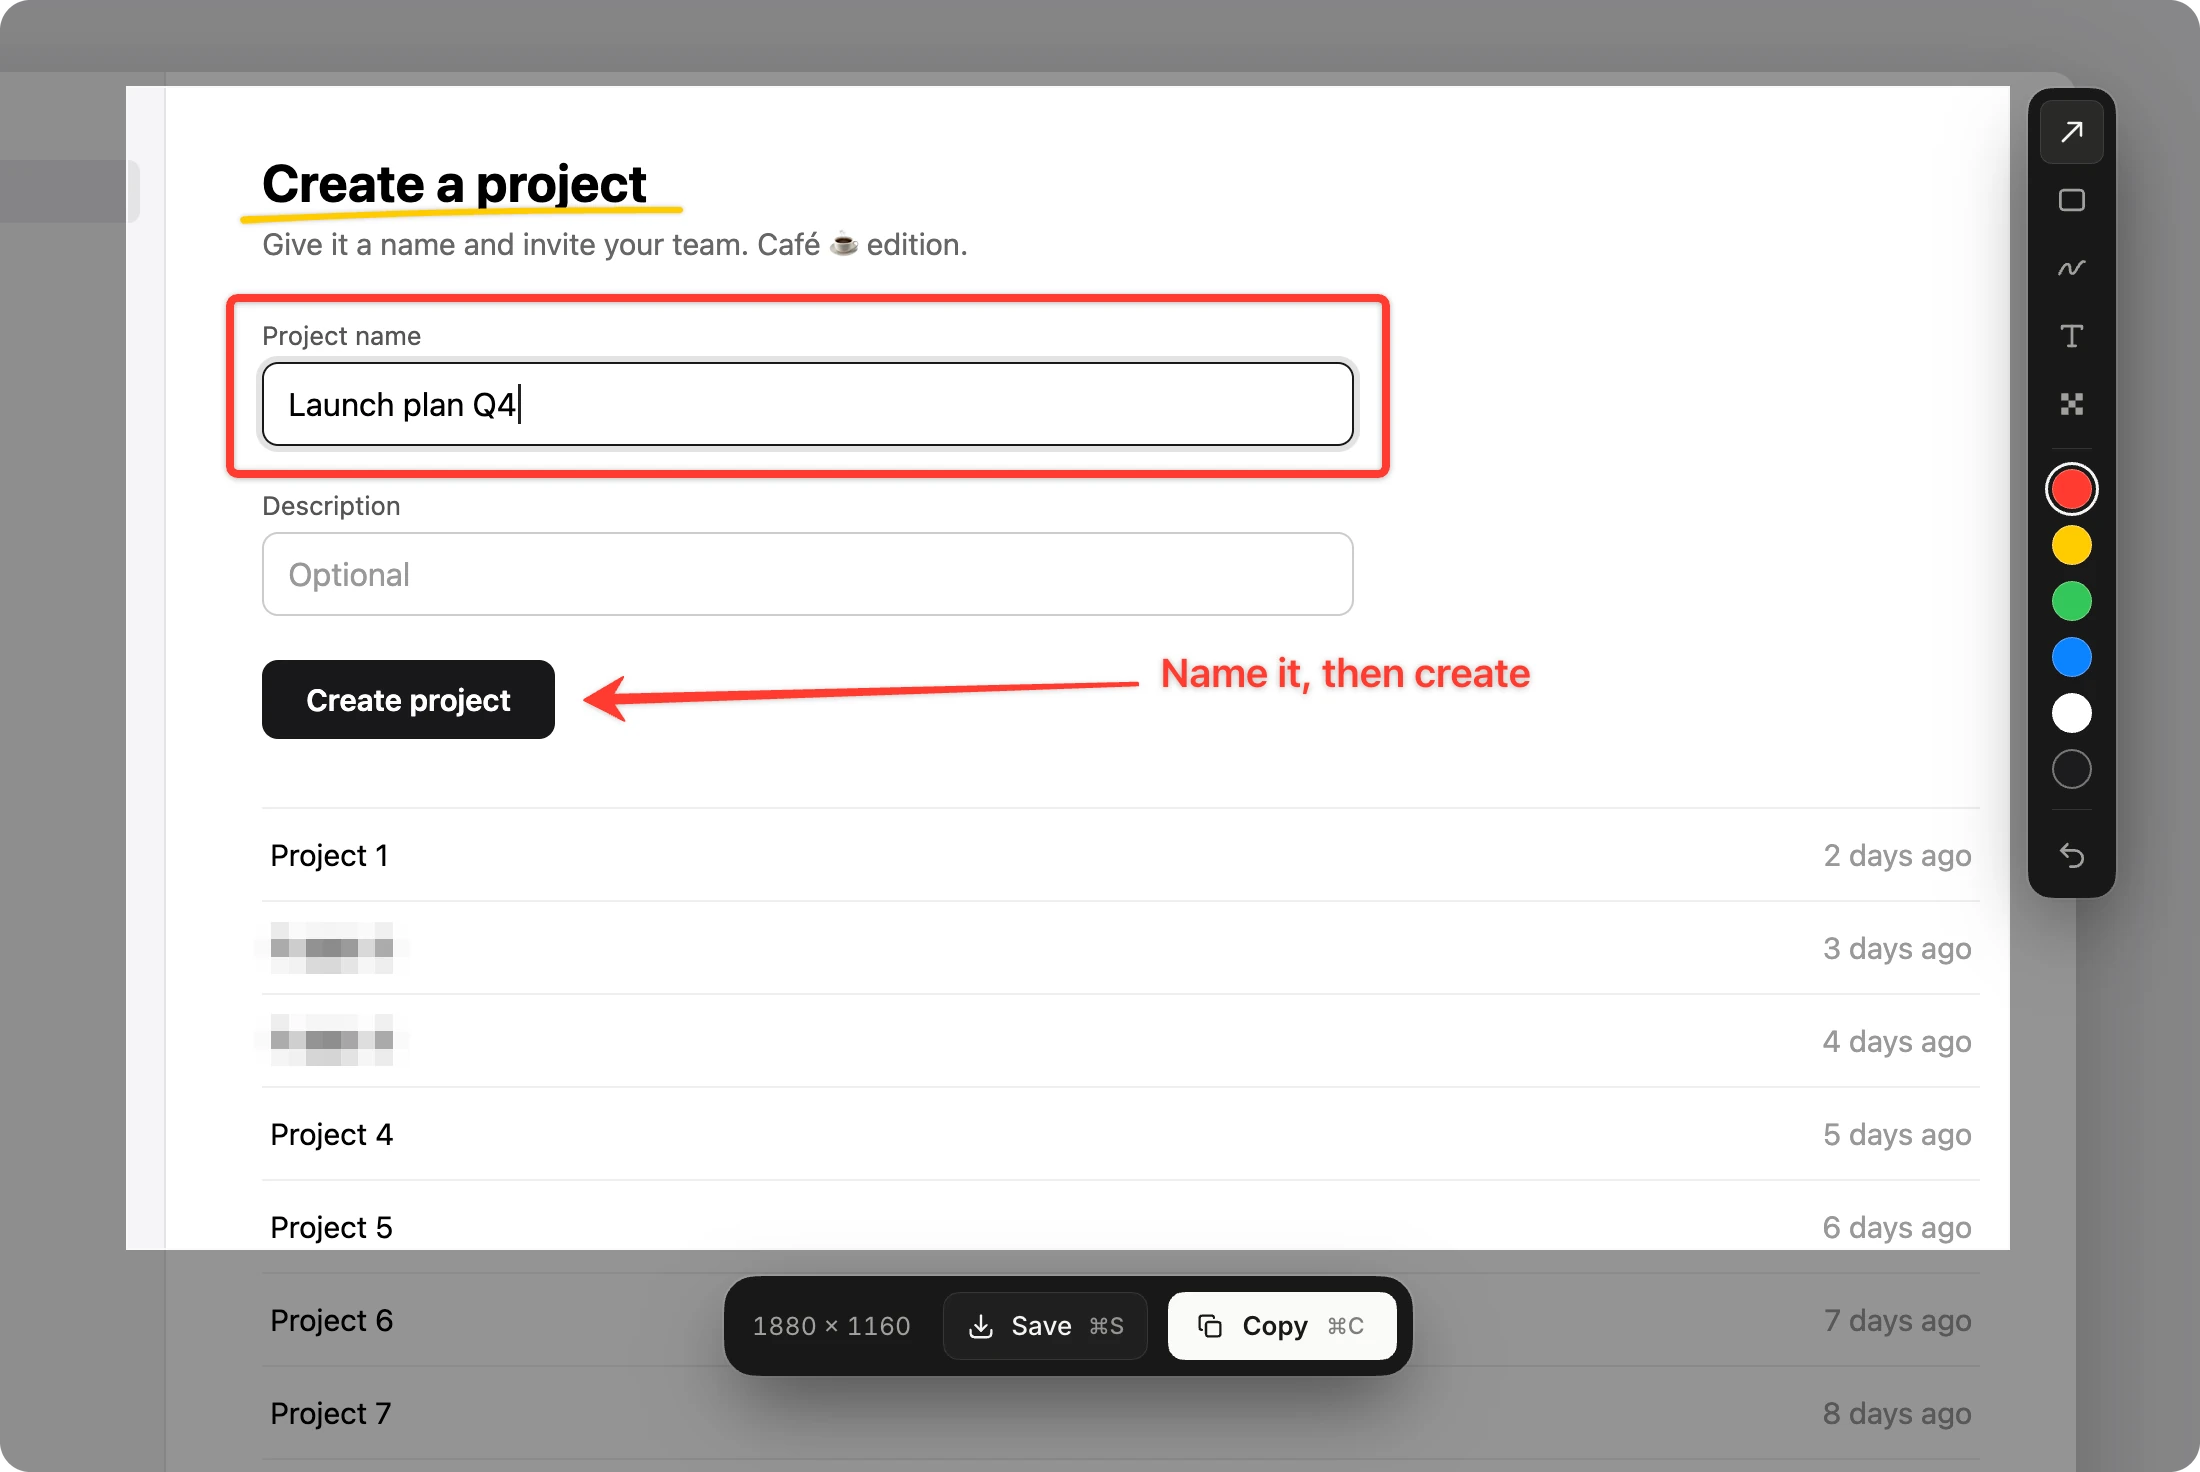 Create a project
Give it a name and invite your team. Café ☕ edition.
Project name
Launch plan Q4
Description
Optional
Create project
Name it, then create
Project 1 2 days ago
3 days ago
4 days ago
Project 4 5 days ago
Project 5 6 days ago
Project 6 7 days ago
Project 7 8 days ago
1880 × 1160 Save ⌘S Copy ⌘C